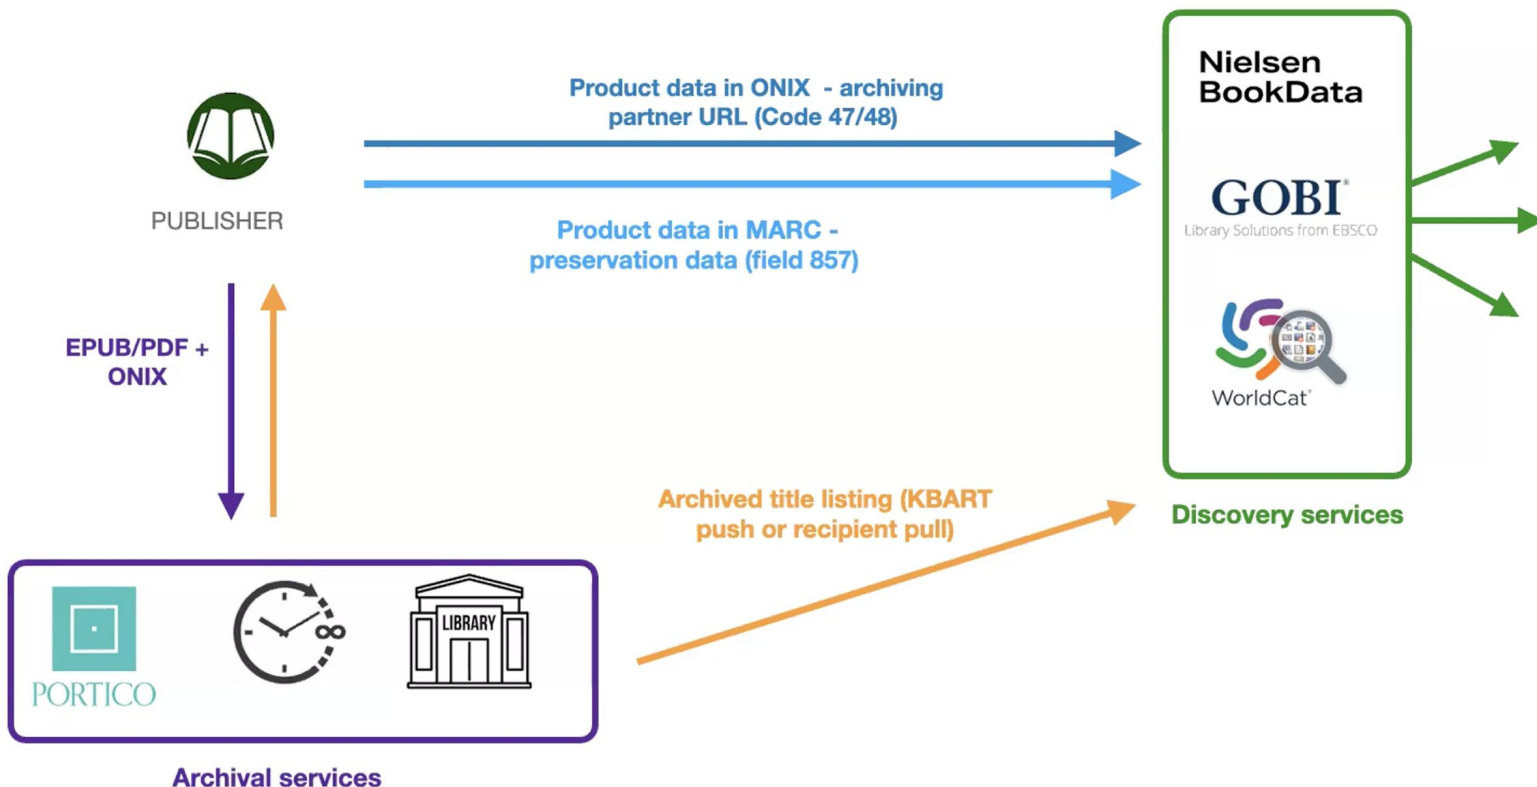 Nielsen
BookData
Product data in ONIX - archiving
partner URL (Code 47/48)
GOBI®
Library Solutions from EBSCO
PUBLISHER
Product data in MARC -
preservation data (field 857)
EPUB/PDF +
ONIX
WorldCat®
Archived title listing (KBART
push or recipient pull)
Discovery services
LIBRARY
PORTICO
Archival services